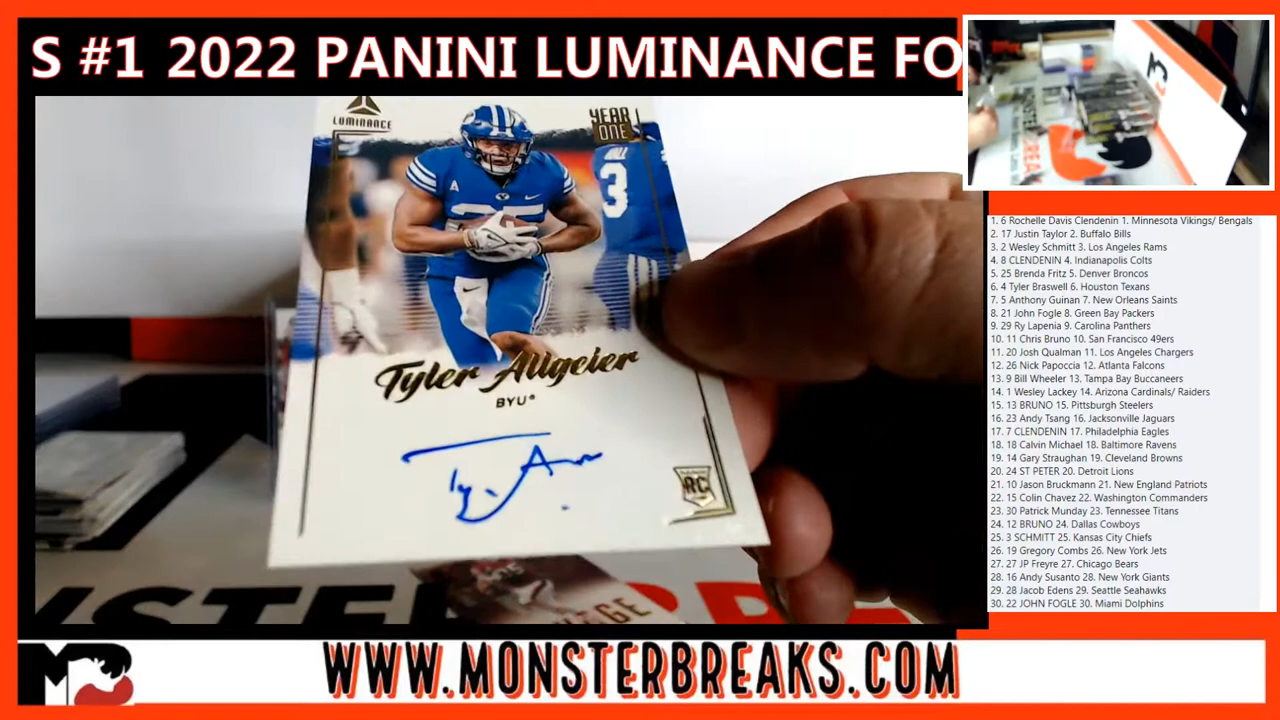 S #1 2022 PANINI LUMINANCE FO
LUMINANCE
YEAR
ONE
3
Tyler Allgeier
BYU
RC
1. 6 Rochelle Davis Clendenin 1. Minnesota Vikings/ Bengals
2. 17 Justin Taylor 2. Buffalo Bills
3. 2 Wesley Schmitt 3. Los Angeles Rams
4. 8 CLENDENIN 4. Indianapolis Colts
5. 25 Brenda Fritz 5. Denver Broncos
6. 4 Tyler Braswell 6. Houston Texans
7. 5 Anthony Guinan 7. New Orleans Saints
8. 21 John Fogle 8. Green Bay Packers
9. 29 Ry Lapenia 9. Carolina Panthers
10. 11 Chris Bruno 10. San Francisco 49ers
11. 20 Josh Qualman 11. Los Angeles Chargers
12. 26 Nick Papoccia 12. Atlanta Falcons
13. 9 Bill Wheeler 13. Tampa Bay Buccaneers
14. 1 Wesley Lackey 14. Arizona Cardinals/ Raiders
15. 13 BRUNO 15. Pittsburgh Steelers
16. 23 Andy Tsang 16. Jacksonville Jaguars
17. 7 CLENDENIN 17. Philadelphia Eagles
18. 18 Calvin Michael 18. Baltimore Ravens
19. 14 Gary Straughan 19. Cleveland Browns
20. 24 ST PETER 20. Detroit Lions
21. 10 Jason Bruckmann 21. New England Patriots
22. 15 Colin Chavez 22. Washington Commanders
23. 30 Patrick Munday 23. Tennessee Titans
24. 12 BRUNO 24. Dallas Cowboys
25. 3 SCHMITT 25. Kansas City Chiefs
26. 19 Gregory Combs 26. New York Jets
27. 27 JP Freyre 27. Chicago Bears
28. 16 Andy Susanto 28. New York Giants
29. 28 Jacob Edens 29. Seattle Seahawks
30. 22 JOHN FOGLE 30. Miami Dolphins
WWW.MONSTERBREAKS.COM